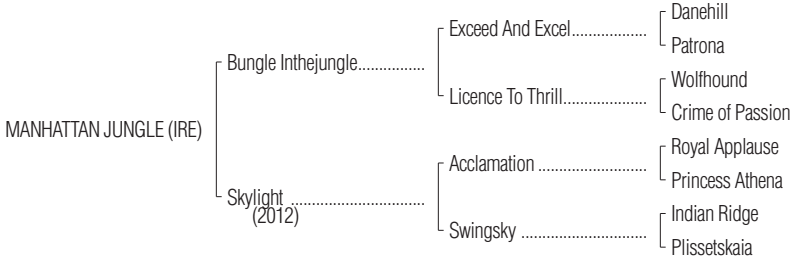 Danehill
Exceed And Excel..................
Patrona
Bungle Inthejungle................
Wolfhound
Licence To Thrill....................
Crime of Passion
MANHATTAN JUNGLE (IRE)
Royal Applause
Acclamation ..........................
Princess Athena
Skylight ................................
(2012)
Indian Ridge
Swingsky ..............................
Plissetskaia